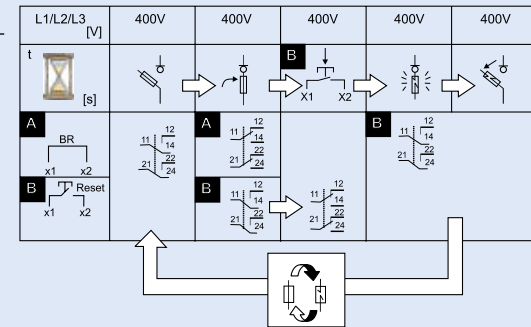 L1/L2/L3 [V] 400V 400V 400V 400V 400V
t [s]
B
X1 X2
A
BR
x1 x2
11 12 14
21 22 24
A
11 12 14
21 22 24
B
11 12 14
21 22 24
B
Reset
x1 x2
B
11 12 14
21 22 24
11 12 14
21 22 24